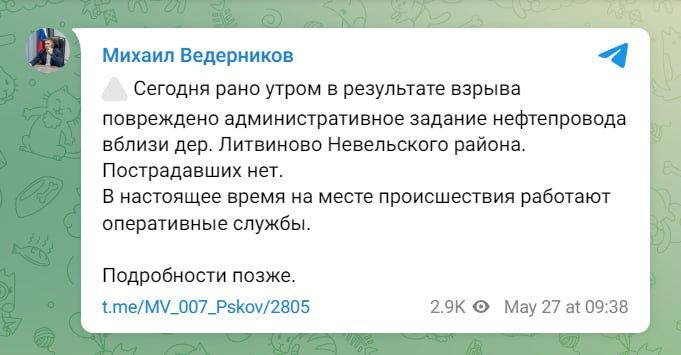 Михаил Ведерников
Сегодня рано утром в результате взрыва
повреждено административное задание нефтепровода
вблизи дер. Литвиново Невельского района.
Пострадавших нет.
В настоящее время на месте происшествия работают
оперативные службы.
Подробности позже.
t.me/MV_007_Pskov/2805 2.9K May 27 at 09:38